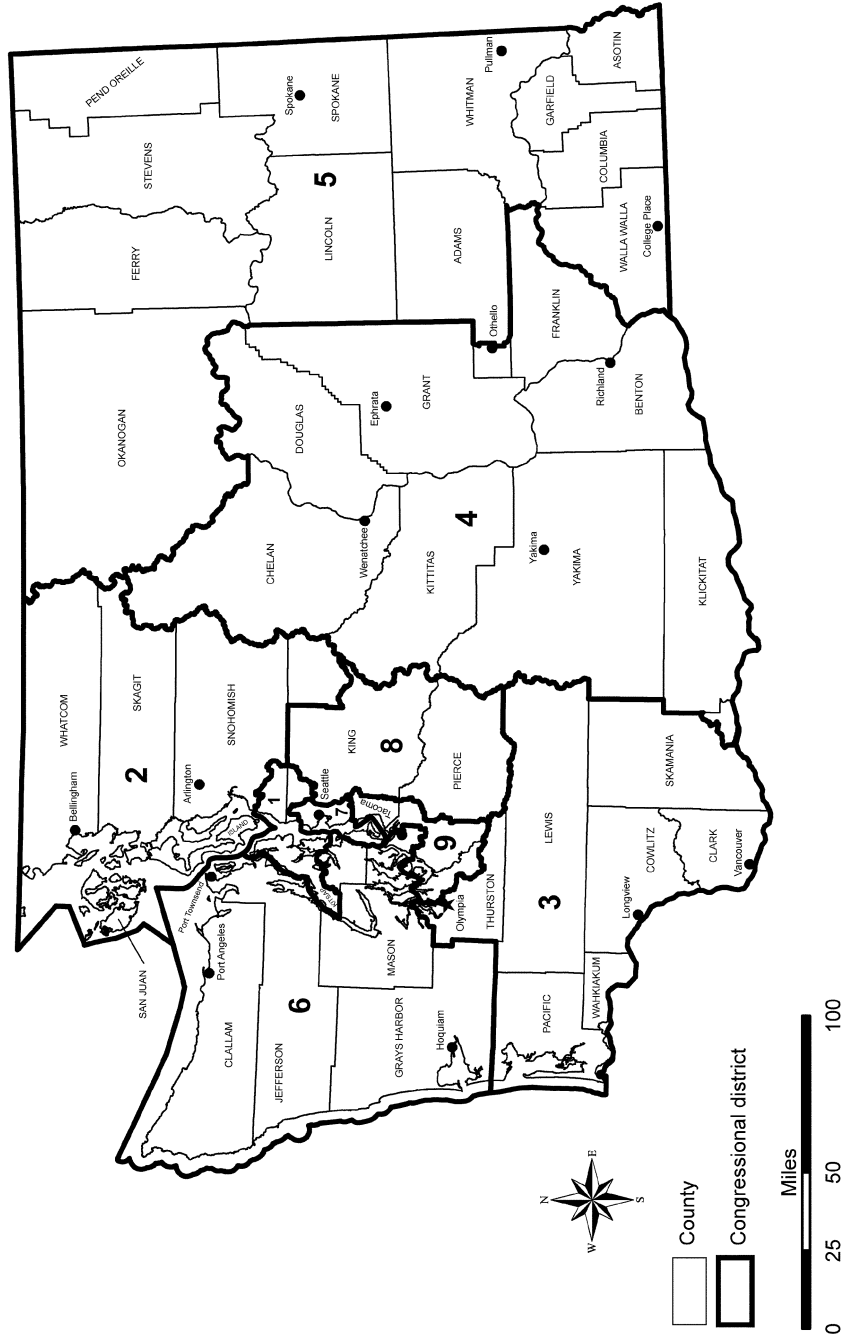 WHATCOM
OKANOGAN
FERRY
STEVENS
PEND OREILLE
Bellingham
SAN JUAN
SKAGIT
2
Arlington
SNOHOMISH
ISLAND
Port Townsend
Port Angeles
CLALLAM
JEFFERSON
6
CHELAN
DOUGLAS
LINCOLN
5
Spokane
SPOKANE
1
Seattle
7
KING
8
Wenatchee
Ephrata
GRANT
KITTITAS
4
ADAMS
WHITMAN
Pullman
KITSAP
Tacoma
MASON
GRAYS HARBOR
Hoquiam
9
PIERCE
Olympia
THURSTON
Othello
Yakima
YAKIMA
FRANKLIN
GARFIELD
COLUMBIA
ASOTIN
LEWIS
3
PACIFIC
WAHKIAKUM
Longview
COWLITZ
SKAMANIA
CLARK
Vancouver
Richland
BENTON
WALLA WALLA
College Place
KLICKITAT
N
W
E
S
County
Congressional district
Miles
0
25
50
100